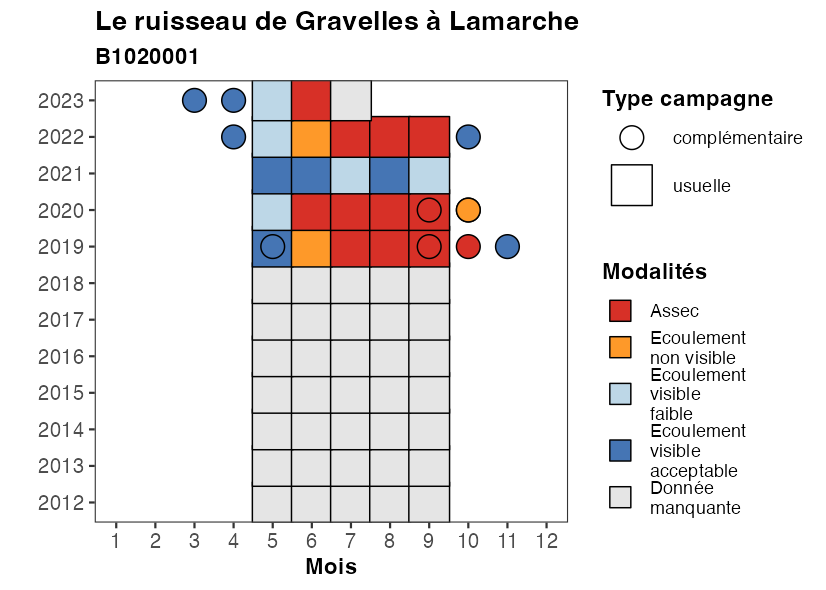 Le ruisseau de Gravelles à Lamarche
B1020001
2023
2022
2021
2020
2019
2018
2017
2016
2015
2014
2013
2012
1 2 3 4 5 6 7 8 9 10 11 12
Mois
Type campagne
complémentaire
usuelle
Modalités
Assec
Ecoulement
non visible
Ecoulement
visible
faible
Ecoulement
visible
acceptable
Donnée
manquante